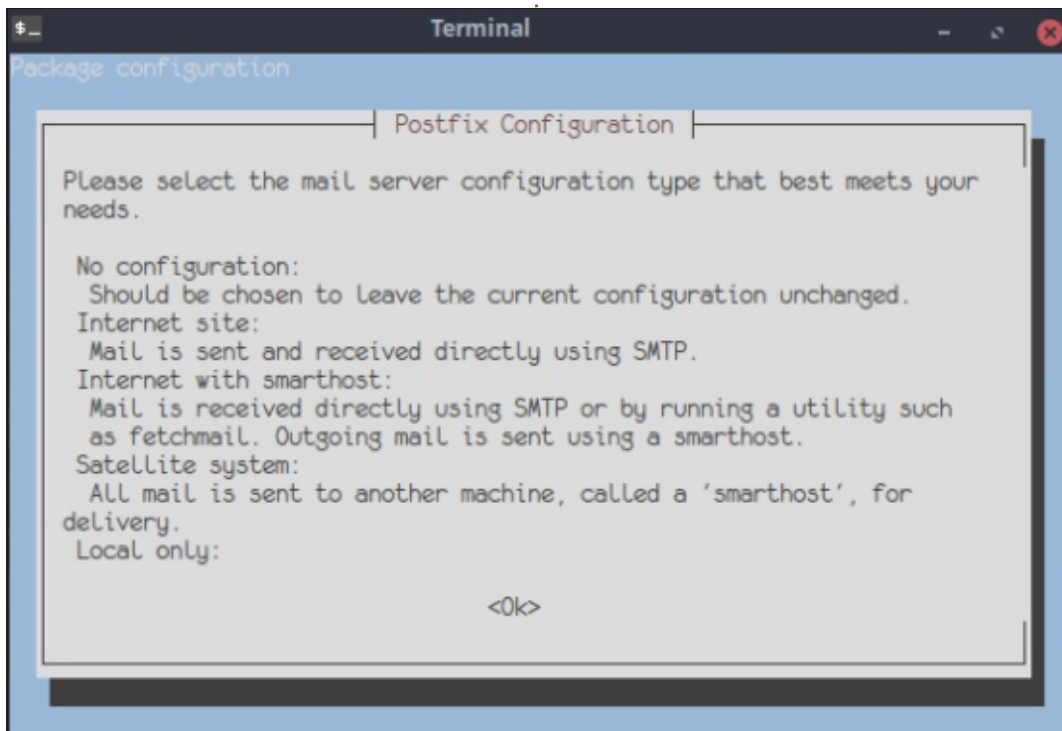 $_
Terminal
Package configuration
Postfix Configuration
Please select the mail server configuration type that best meets your
needs.
No configuration:
Should be chosen to leave the current configuration unchanged.
Internet site:
Mail is sent and received directly using SMTP.
Internet with smarthost:
Mail is received directly using SMTP or by running a utility such
as fetchmail. Outgoing mail is sent using a smarthost.
Satellite system:
All mail is sent to another machine, called a 'smarthost', for
delivery.
Local only:
<Ok>